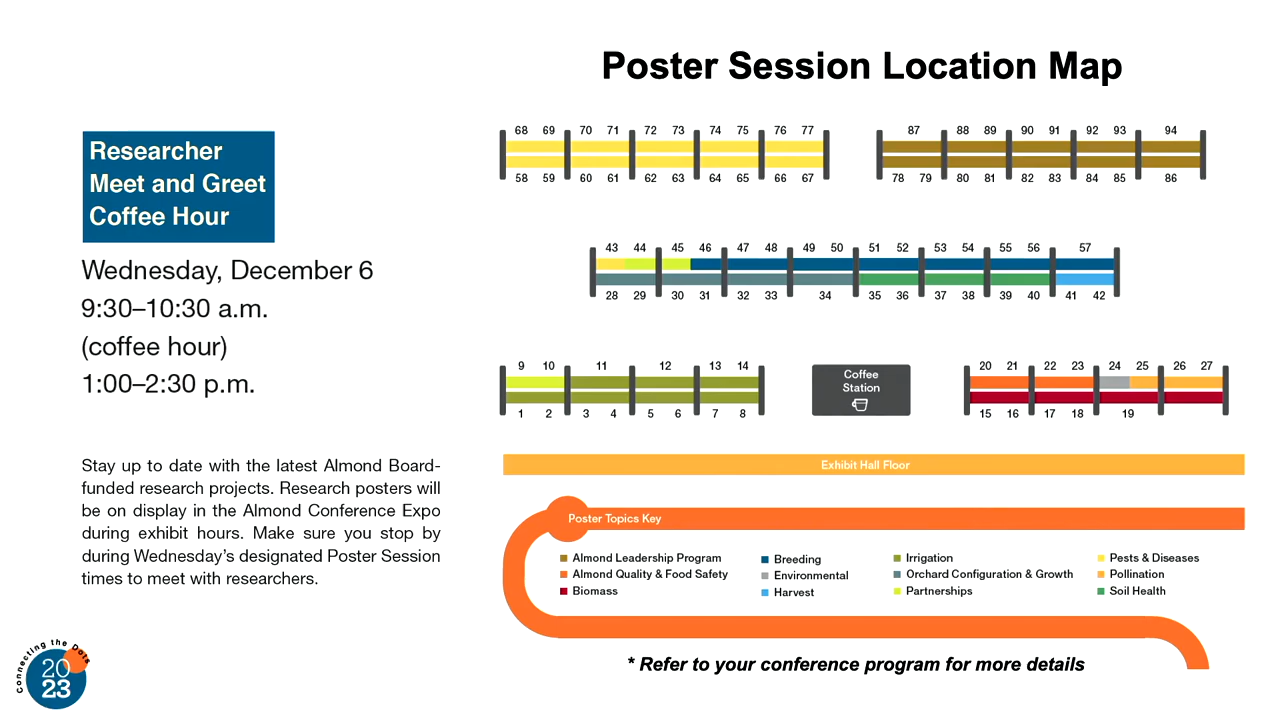 Poster Session Location Map
Researcher
Meet and Greet
Coffee Hour
Wednesday, December 6
9:30–10:30 a.m.
(coffee hour)
1:00–2:30 p.m.
Stay up to date with the latest Almond Board-
funded research projects. Research posters will
be on display in the Almond Conference Expo
during exhibit hours. Make sure you stop by
during Wednesday’s designated Poster Session
times to meet with researchers.
Connecting the Dots
20
23
68 69 70 71 72 73 74 75 76 77
58 59 60 61 62 63 64 65 66 67
87 88 89 90 91 92 93 94
78 79 80 81 82 83 84 85 86
43 44 45 46 47 48 49 50 51 52 53 54 55 56 57
28 29 30 31 32 33 34 35 36 37 38 39 40 41 42
9 10 11 12 13 14
1 2 3 4 5 6 7 8
Coffee
Station
20 21 22 23 24 25 26 27
15 16 17 18 19
Exhibit Hall Floor
Poster Topics Key
Almond Leadership Program
Almond Quality & Food Safety
Biomass
Breeding
Environmental
Harvest
Irrigation
Orchard Configuration & Growth
Partnerships
Pests & Diseases
Pollination
Soil Health
* Refer to your conference program for more details